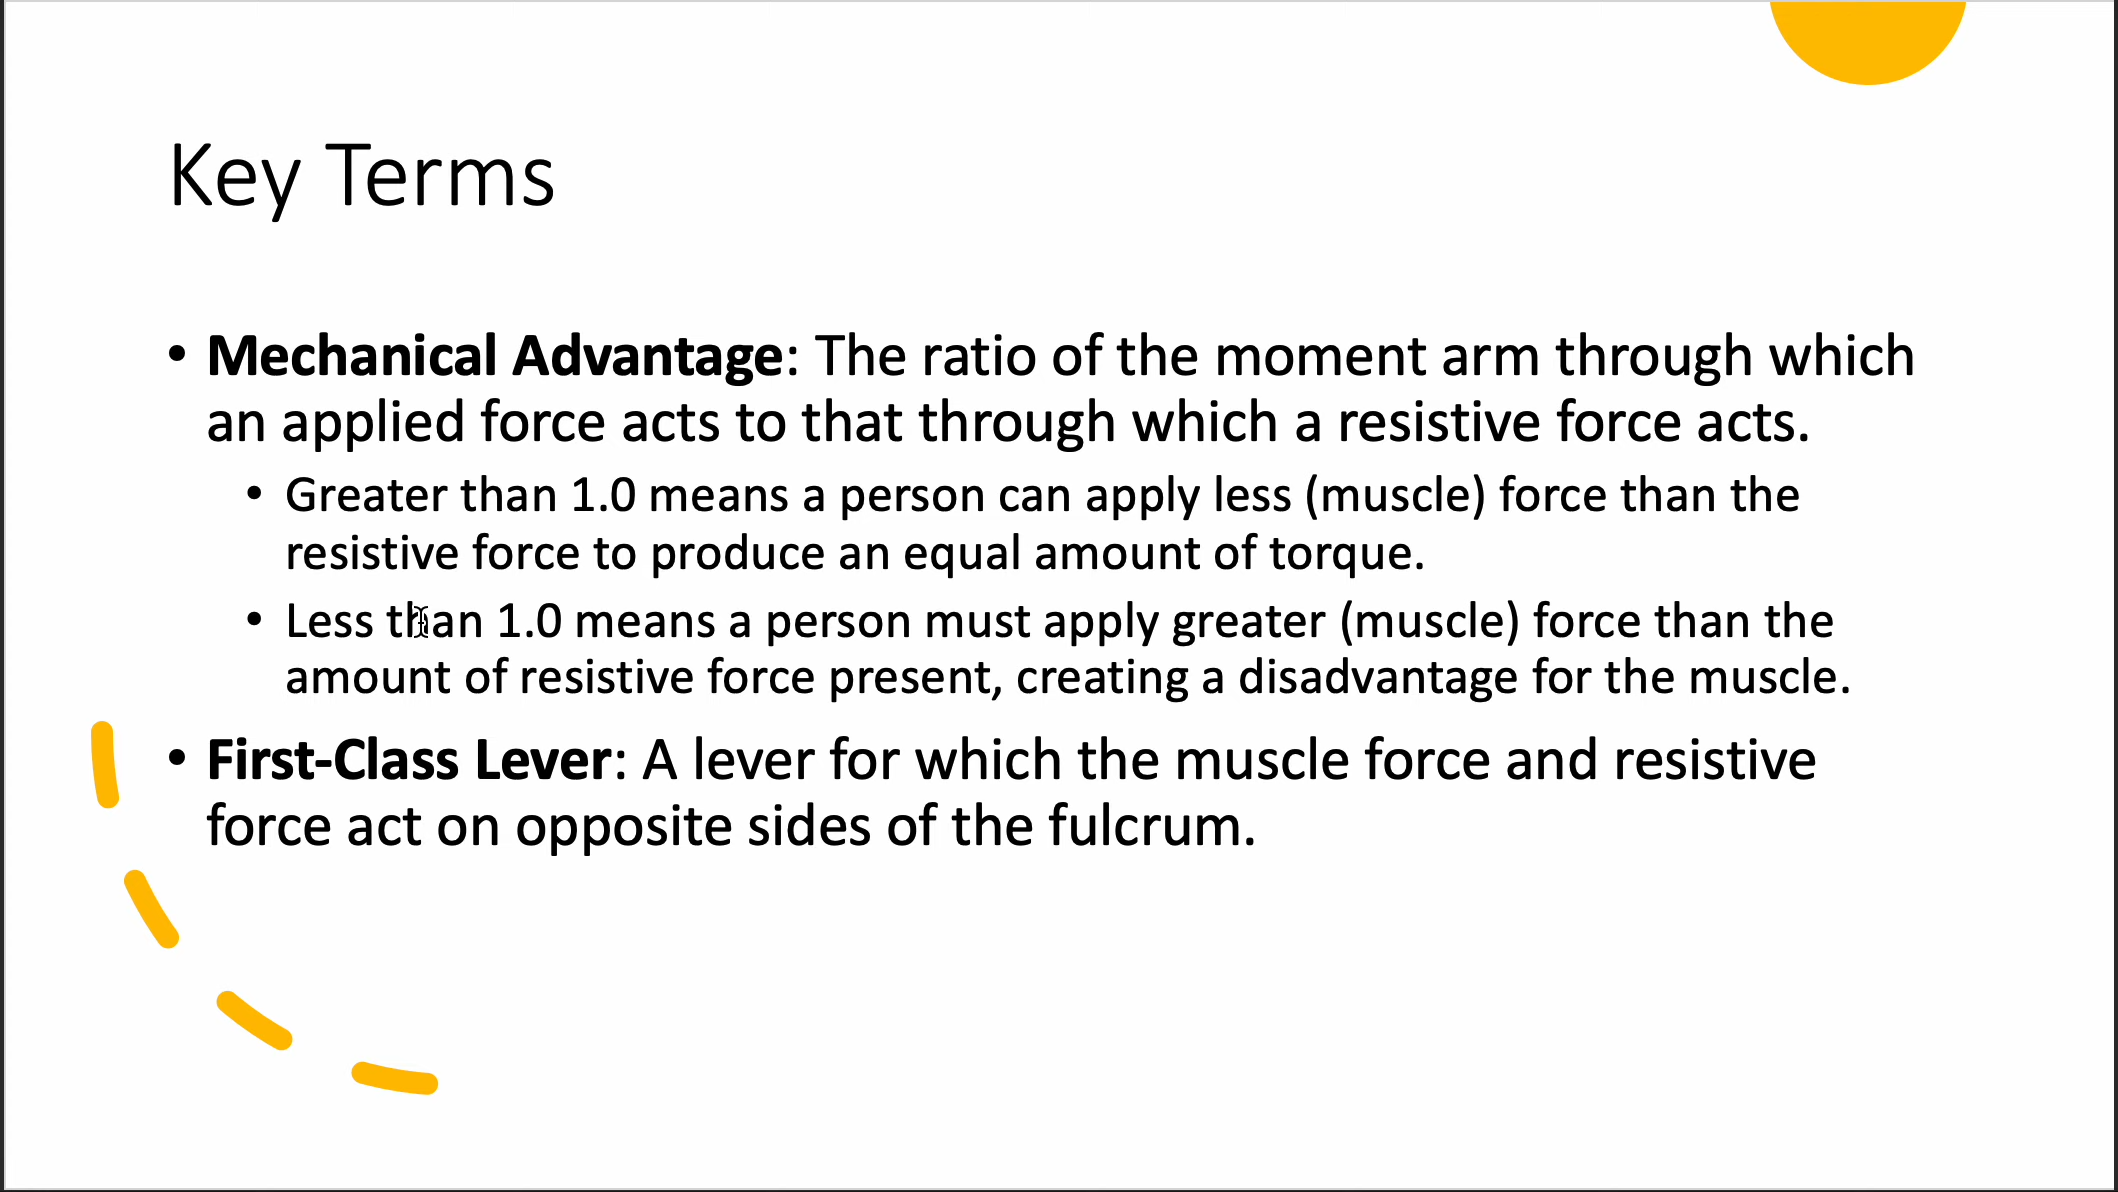 Key Terms
• Mechanical Advantage: The ratio of the moment arm through which
an applied force acts to that through which a resistive force acts.
• Greater than 1.0 means a person can apply less (muscle) force than the
resistive force to produce an equal amount of torque.
• Less than 1.0 means a person must apply greater (muscle) force than the
amount of resistive force present, creating a disadvantage for the muscle.
• First-Class Lever: A lever for which the muscle force and resistive
force act on opposite sides of the fulcrum.